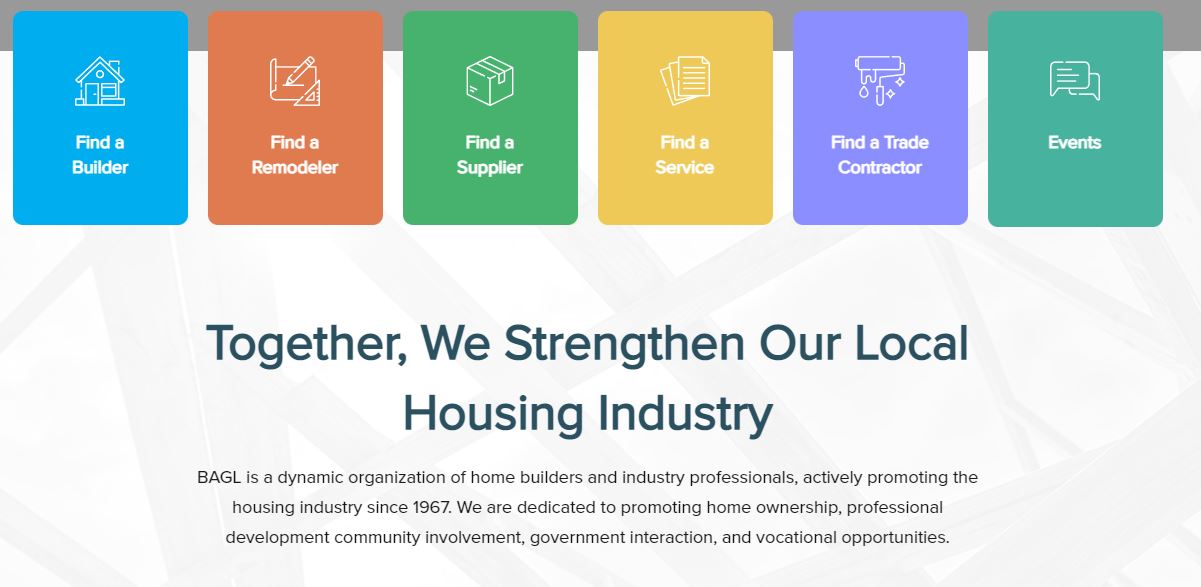 Find a
Builder
Find a
Remodeler
Find a
Supplier
Find a
Service
Find a Trade
Contractor
Events
Together, We Strengthen Our Local
Housing Industry
BAGL is a dynamic organization of home builders and industry professionals, actively promoting the
housing industry since 1967. We are dedicated to promoting home ownership, professional
development community involvement, government interaction, and vocational opportunities.